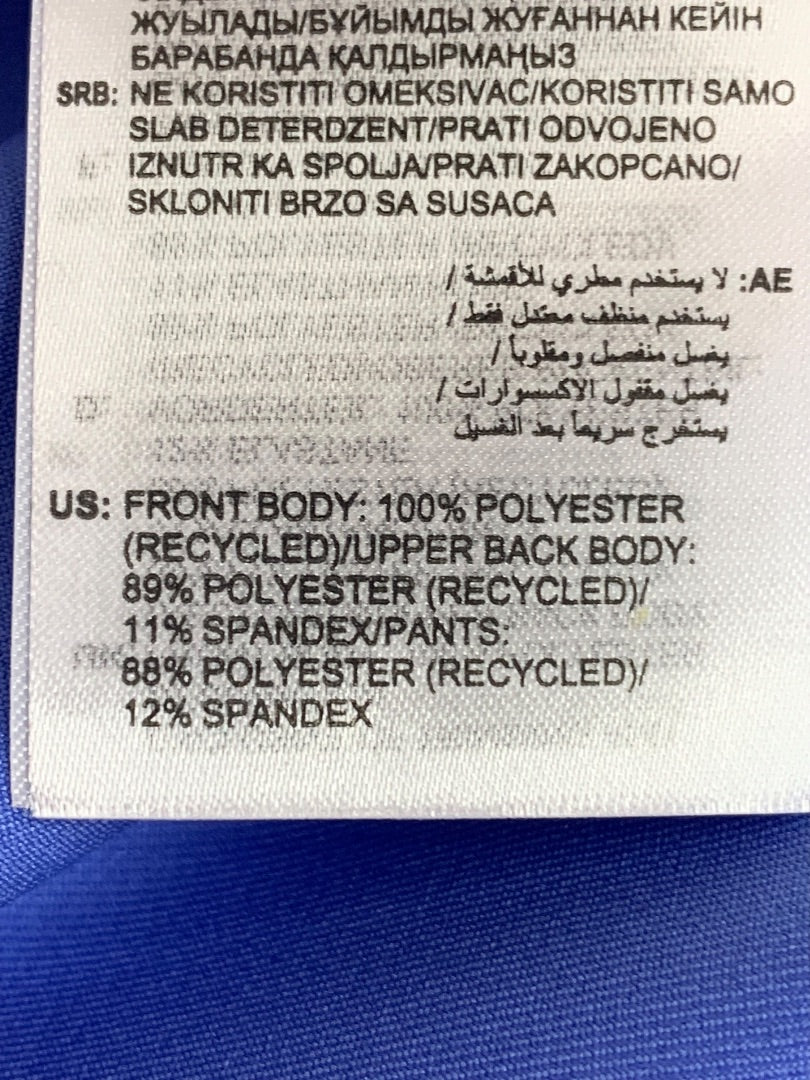 ЖУЫЛАДЫ/БҰЙЫМДЫ ЖУҒАННАН КЕЙІН
БАРАБАНДА ҚАЛДЫРМАҢЫЗ
SRB: NE KORISTITI OMEKSIVAC/KORISTITI SAMO
SLAB DETERDZENT/PRATI ODVOJENO
IZNUTR KA SPOLJA/PRATI ZAKOPCANO/
SKLONITI BRZO SA SUSACA
AE: لا يستخدم مطري للأقمشة /
يستخدم منظف معتدل فقط /
يغسل منفصل ومقلوباً /
يغسل مقفول الاكسسوارات /
يستخرج سريعاً بعد الغسيل
US: FRONT BODY: 100% POLYESTER
(RECYCLED)/UPPER BACK BODY:
89% POLYESTER (RECYCLED)/
11% SPANDEX/PANTS:
88% POLYESTER (RECYCLED)/
12% SPANDEX